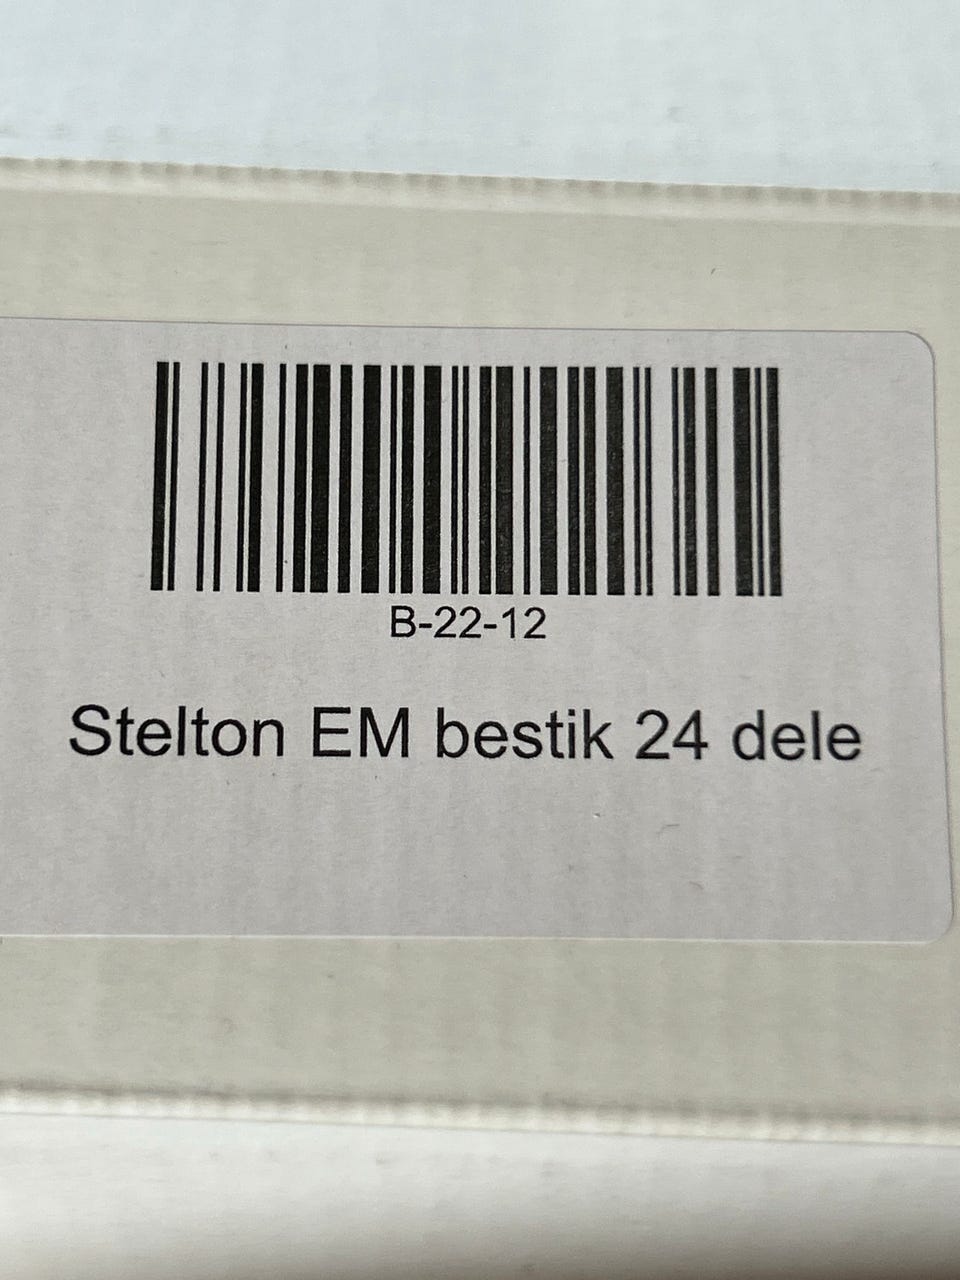 B-22-12
Stelton EM bestik 24 dele